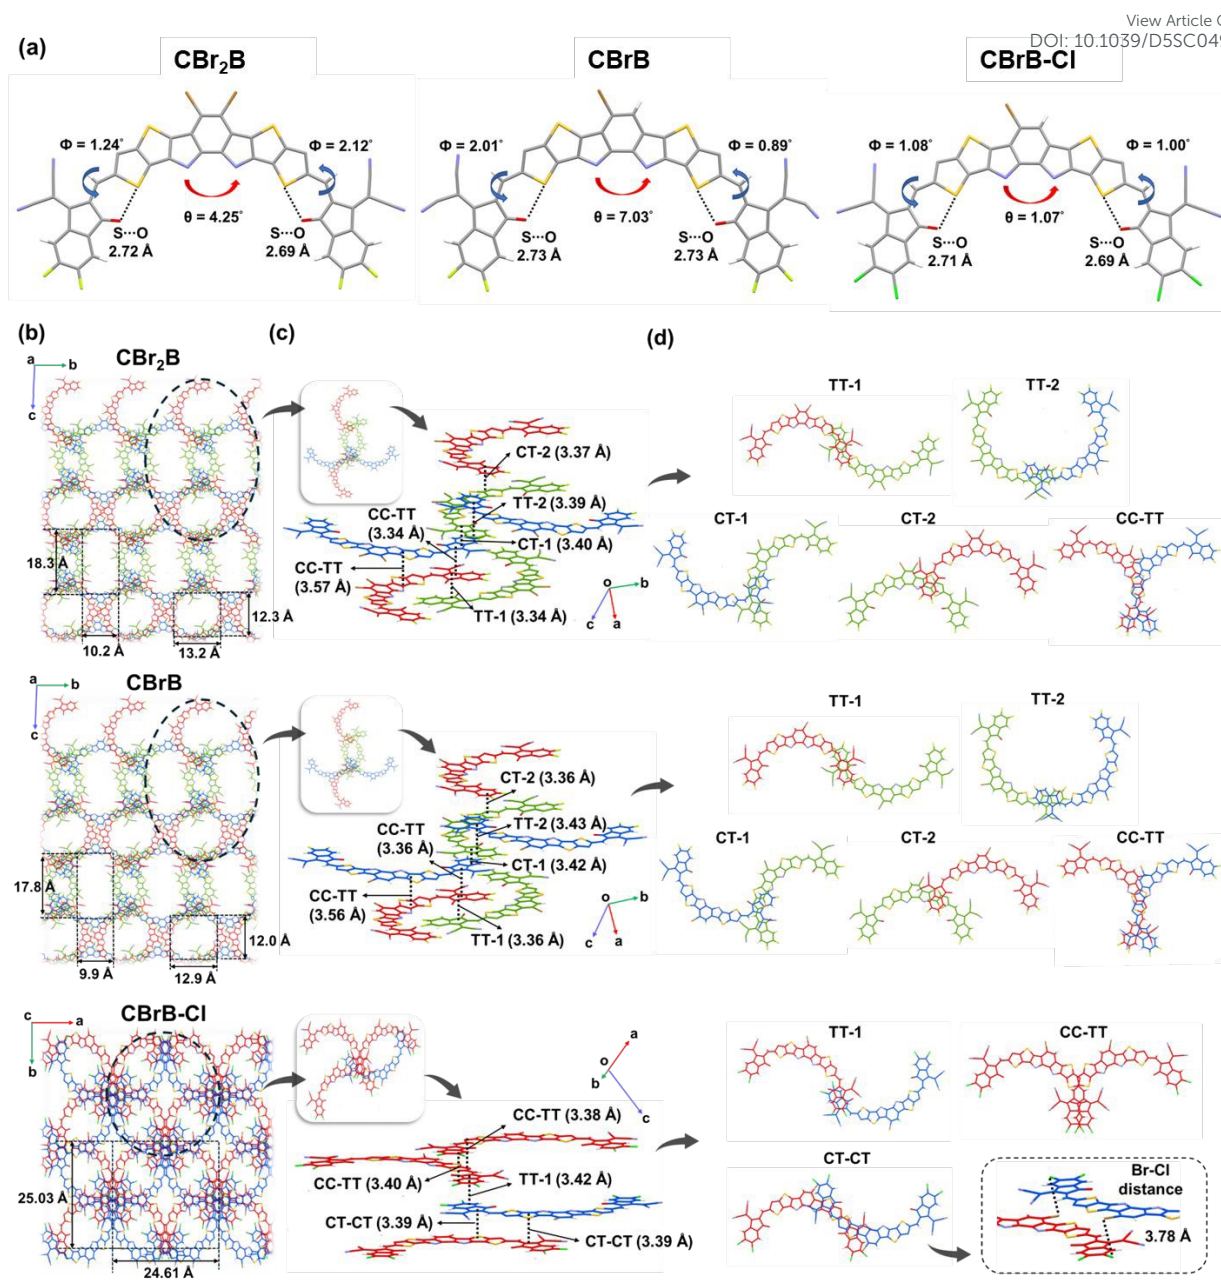 View Article O
DOI: 10.1039/D5SC049
(a)
CBr₂B
CBrB
CBrB-Cl
Φ = 1.24°
Φ = 2.12°
θ = 4.25°
S···O
2.72 Å
S···O
2.69 Å
Φ = 2.01°
Φ = 0.89°
θ = 7.03°
S···O
2.73 Å
S···O
2.73 Å
Φ = 1.08°
Φ = 1.00°
θ = 1.07°
S···O
2.71 Å
S···O
2.69 Å
(b)
(c)
(d)
CBr₂B
a
b
c
18.3 Å
12.3 Å
10.2 Å
13.2 Å
CT-2 (3.37 Å)
TT-2 (3.39 Å)
CC-TT
(3.34 Å)
CT-1 (3.40 Å)
CC-TT
(3.57 Å)
TT-1 (3.34 Å)
o
b
c
a
TT-1
TT-2
CT-1
CT-2
CC-TT
CBrB
a
b
c
17.8 Å
12.0 Å
9.9 Å
12.9 Å
CT-2 (3.36 Å)
TT-2 (3.43 Å)
CC-TT
(3.36 Å)
CT-1 (3.42 Å)
CC-TT
(3.56 Å)
TT-1 (3.36 Å)
o
b
c
a
TT-1
TT-2
CT-1
CT-2
CC-TT
CBrB-Cl
c
a
b
25.03 Å
24.61 Å
a
o
b
c
CC-TT (3.38 Å)
CC-TT (3.40 Å)
TT-1 (3.42 Å)
CT-CT (3.39 Å)
CT-CT (3.39 Å)
TT-1
CC-TT
CT-CT
Br-Cl
distance
3.78 Å